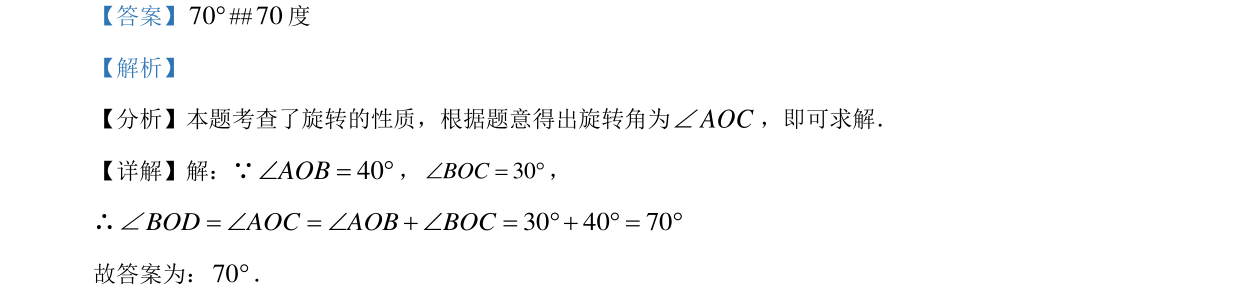 【答案】70°##70 度
【解析】
【分析】本题考查了旋转的性质，根据题意得出旋转角为∠AOC，即可求解．
【详解】解：∵∠AOB = 40°，∠BOC = 30°，
∴∠BOD = ∠AOC = ∠AOB + ∠BOC = 30° + 40° = 70°
故答案为：70°．